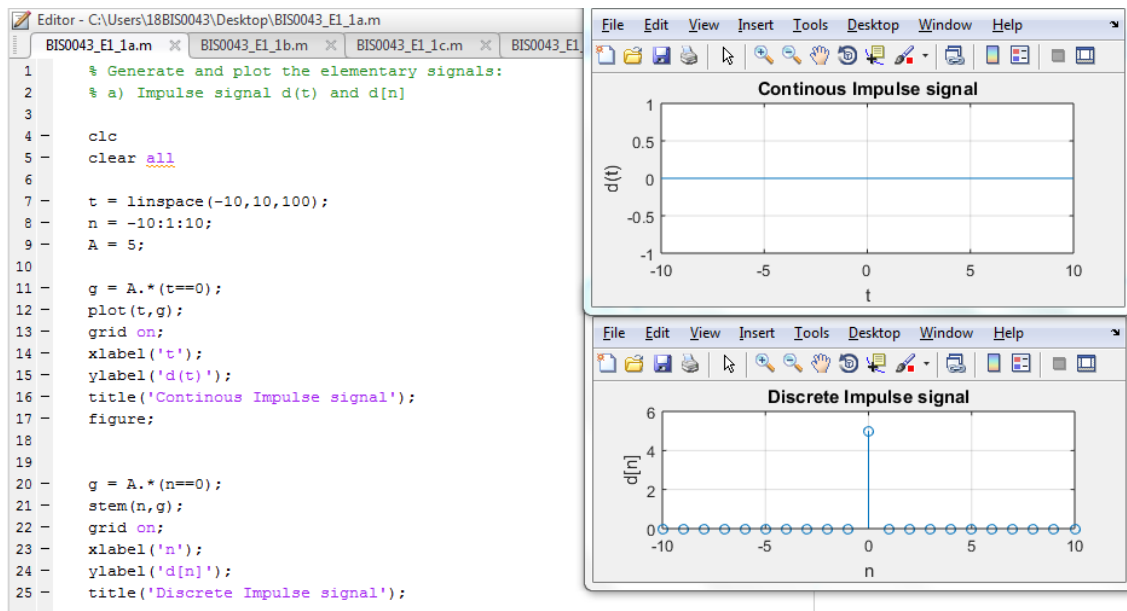 Editor - C:\Users\18BIS0043\Desktop\BIS0043_E1_1a.m
BIS0043_E1_1a.m × BIS0043_E1_1b.m × BIS0043_E1_1c.m × BIS0043_E1_
1 % Generate and plot the elementary signals:
2 % a) Impulse signal d(t) and d[n]
3
4 – clc
5 – clear all
6
7 – t = linspace(-10,10,100);
8 – n = -10:1:10;
9 – A = 5;
10
11 – g = A.*(t==0);
12 – plot(t,g);
13 – grid on;
14 – xlabel('t');
15 – ylabel('d(t)');
16 – title('Continous Impulse signal');
17 – figure;
18
19
20 – g = A.*(n==0);
21 – stem(n,g);
22 – grid on;
23 – xlabel('n');
24 – ylabel('d[n]');
25 – title('Discrete Impulse signal');
File Edit View Insert Tools Desktop Window Help
Continous Impulse signal
1
0.5
0
-0.5
-1
d(t)
-10 -5 0 5 10
t
File Edit View Insert Tools Desktop Window Help
Discrete Impulse signal
6
4
2
0
d[n]
-10 -5 0 5 10
n